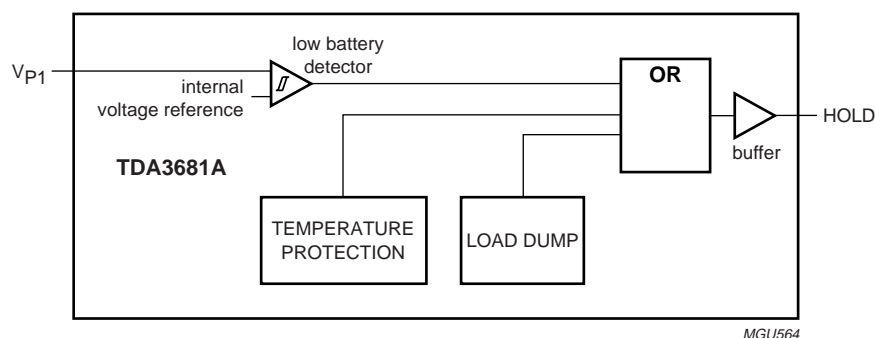 low battery
detector
VP1
internal
voltage reference
OR
HOLD
buffer
TDA3681A
TEMPERATURE
PROTECTION
LOAD DUMP
MGU564